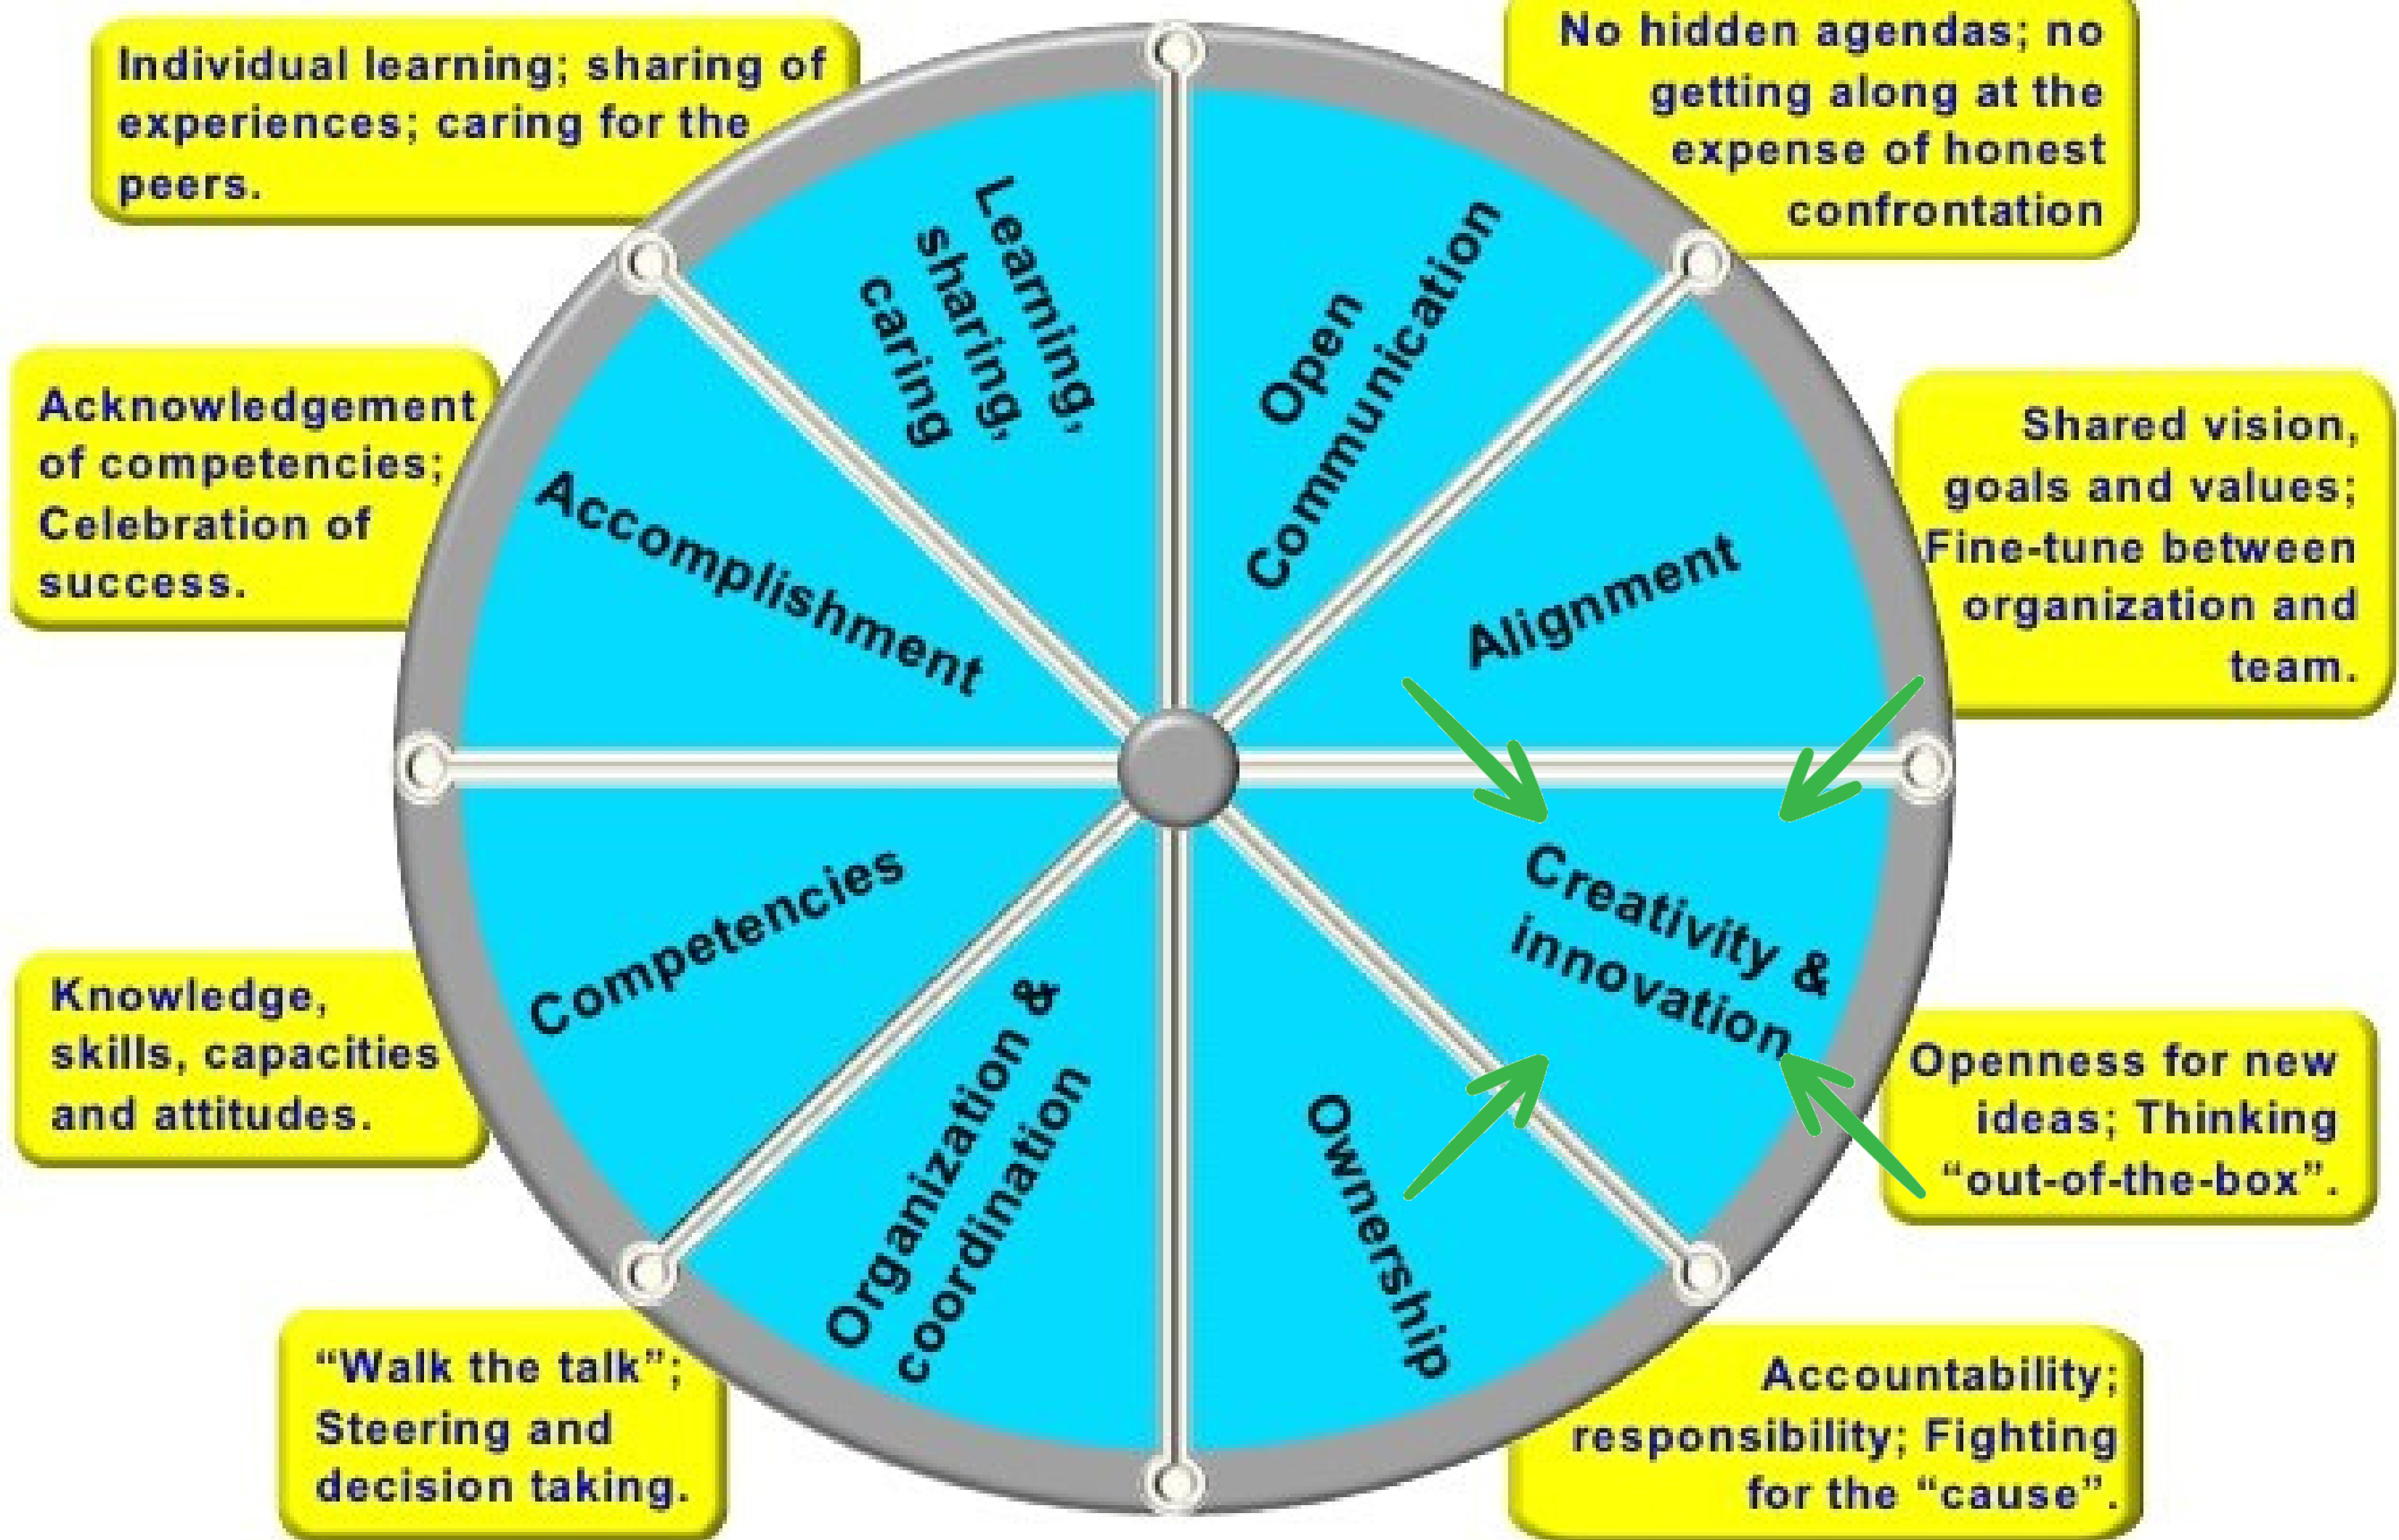 Individual learning; sharing of
experiences; caring for the
peers.
No hidden agendas; no
getting along at the
expense of honest
confrontation
Learning,
sharing,
caring
Open
Communication
Acknowledgement
of competencies;
Celebration of
success.
Accomplishment
Alignment
Shared vision,
goals and values;
Fine-tune between
organization and
team.
Competencies
Creativity &
innovation
Knowledge,
skills, capacities
and attitudes.
Organization &
coordination
Ownership
Openness for new
ideas; Thinking
“out-of-the-box”.
“Walk the talk”;
Steering and
decision taking.
Accountability;
responsibility; Fighting
for the “cause”.